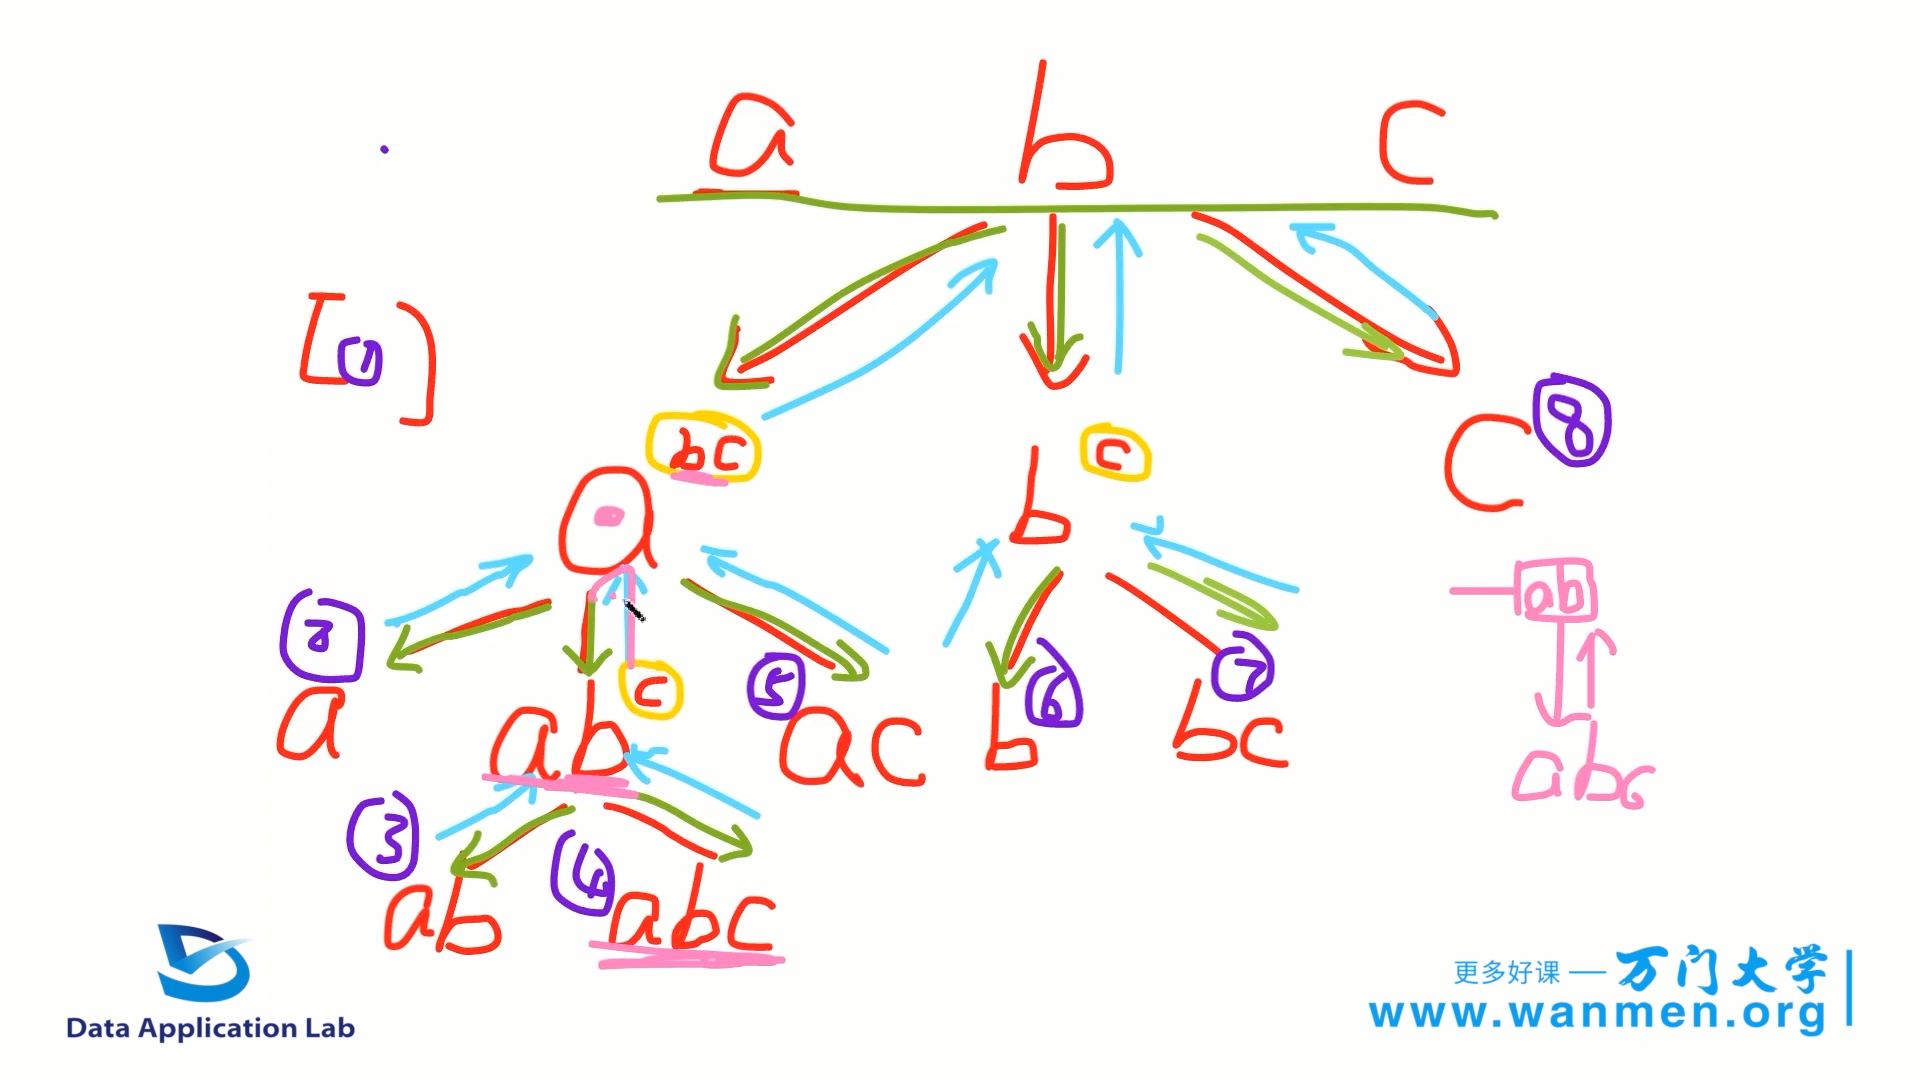 a b c
[①]
bc
c
⑧
a
b
C
②
ab
c
⑤
⑥
⑦
a
ab
ac
b
bc
abc
③
④
ab
abc
Data Application Lab
更多好课 — 万门大学
www.wanmen.org